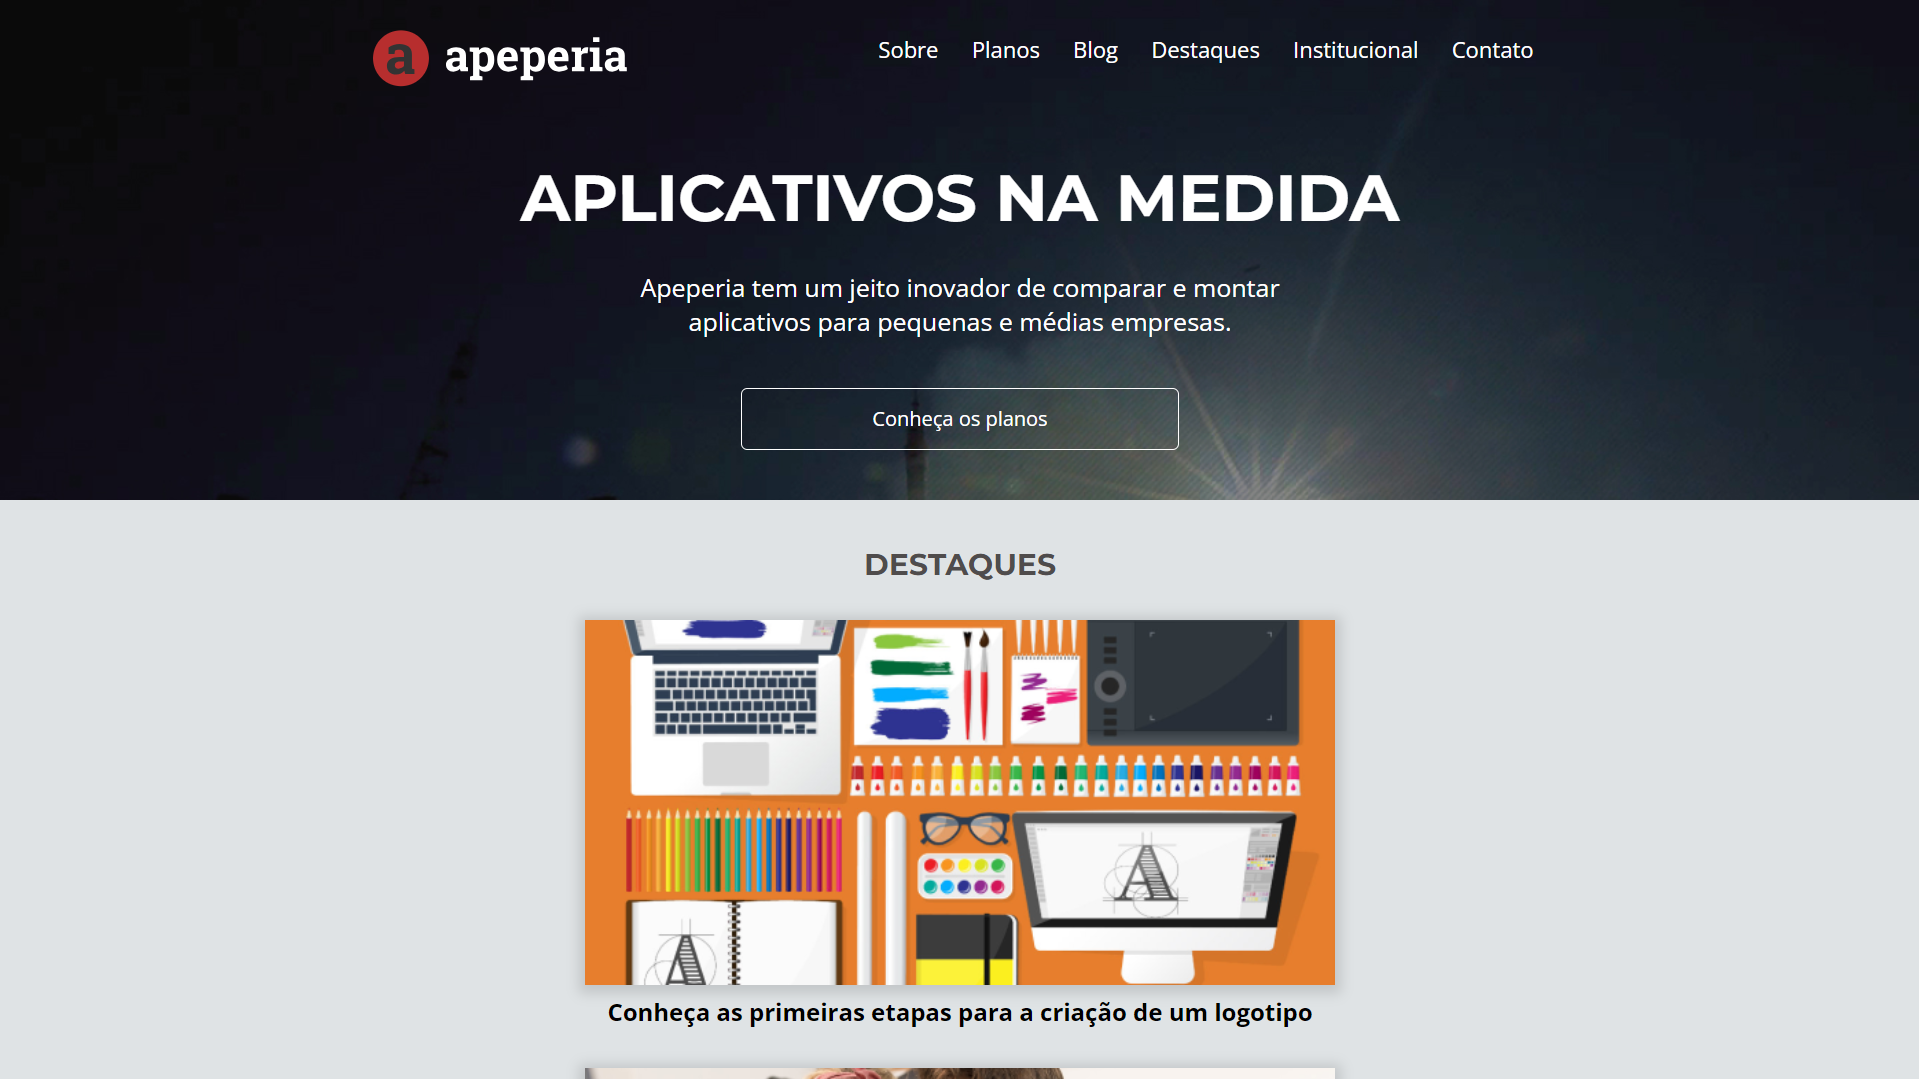 a apeperia
Sobre Planos Blog Destaques Institucional Contato
APLICATIVOS NA MEDIDA
Apeperia tem um jeito inovador de comparar e montar
aplicativos para pequenas e médias empresas.
Conheça os planos
DESTAQUES
A
A
Conheça as primeiras etapas para a criação de um logotipo